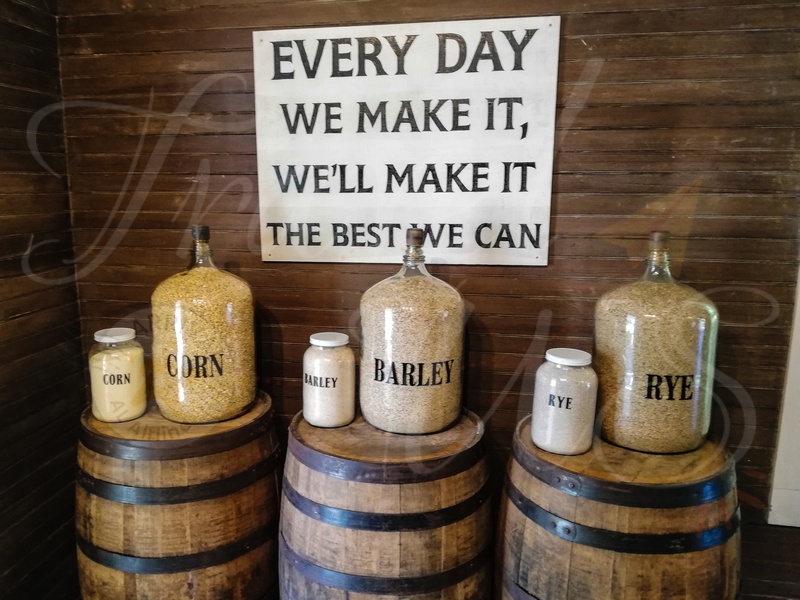 EVERY DAY
WE MAKE IT,
WE'LL MAKE IT
THE BEST WE CAN
CORN
CORN
BARLEY
BARLEY
RYE
RYE